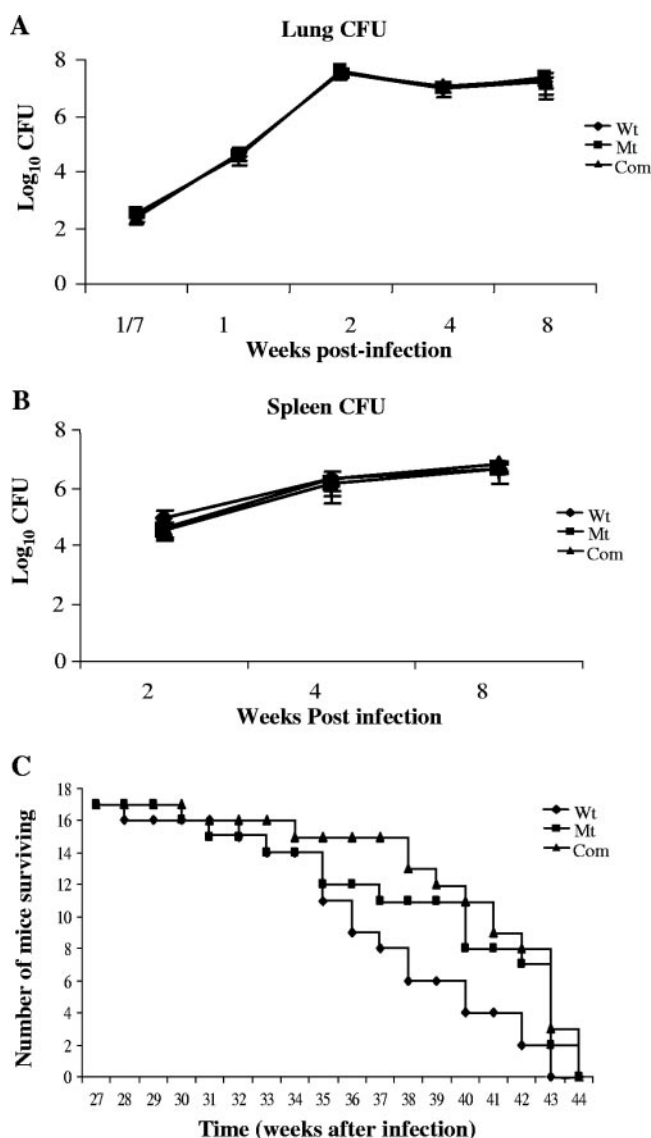 A
Lung CFU
8
6
4
2
0
Log10 CFU
1/7 1 2 4 8
Weeks post-infection
Wt
Mt
Com
B
Spleen CFU
8
6
4
2
0
Log10 CFU
2 4 8
Weeks Post infection
Wt
Mt
Com
C
18
16
14
12
10
8
6
4
2
0
Number of mice surviving
27 28 29 30 31 32 33 34 35 36 37 38 39 40 41 42 43 44
Time (weeks after infection)
Wt
Mt
Com